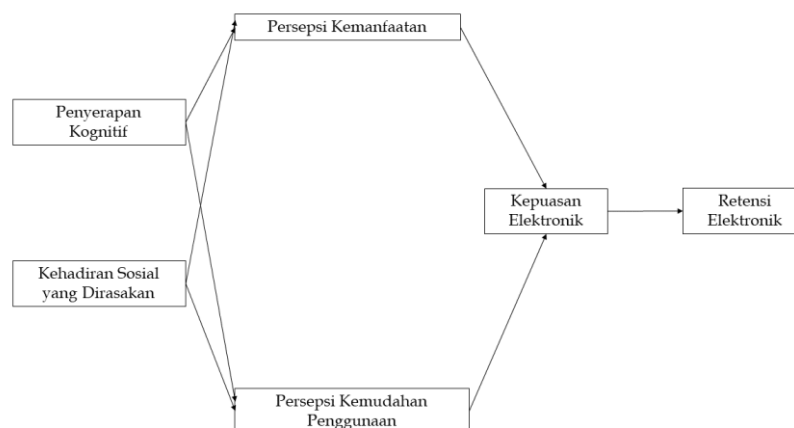 Persepsi Kemanfaatan
Penyerapan
Kognitif
Kepuasan
Elektronik
Retensi
Elektronik
Kehadiran Sosial
yang Dirasakan
Persepsi Kemudahan
Penggunaan